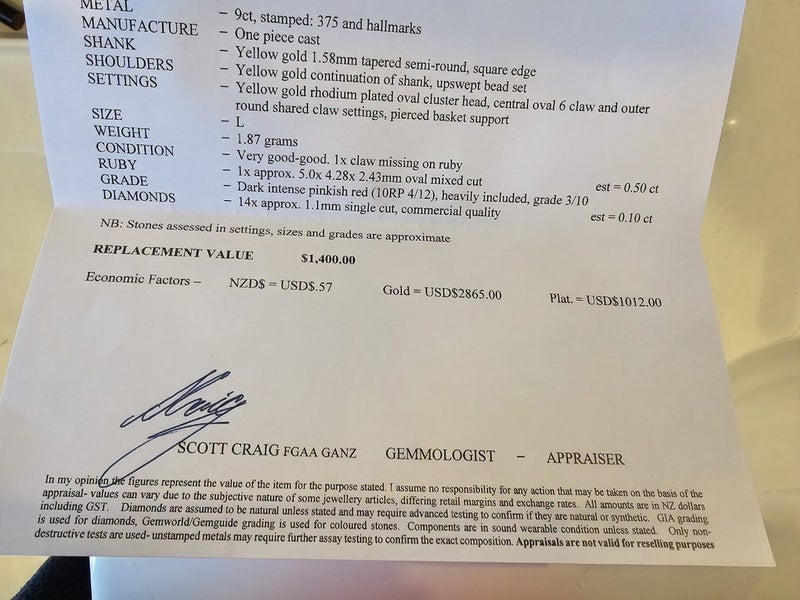 METAL – 9ct, stamped: 375 and hallmarks
MANUFACTURE – One piece cast
SHANK – Yellow gold 1.58mm tapered semi-round, square edge
SHOULDERS – Yellow gold continuation of shank, upswept bead set
SETTINGS – Yellow gold rhodium plated oval cluster head, central oval 6 claw and outer
round shared claw settings, pierced basket support
SIZE – L
WEIGHT – 1.87 grams
CONDITION – Very good-good. 1x claw missing on ruby
RUBY – 1x approx. 5.0x 4.28x 2.43mm oval mixed cut est = 0.50 ct
GRADE – Dark intense pinkish red (10RP 4/12), heavily included, grade 3/10
DIAMONDS – 14x approx. 1.1mm single cut, commercial quality est = 0.10 ct
NB: Stones assessed in settings, sizes and grades are approximate
REPLACEMENT VALUE $1,400.00
Economic Factors – NZD$ = USD$.57 Gold = USD$2865.00 Plat. = USD$1012.00
SCOTT CRAIG FGAA GANZ GEMMOLOGIST – APPRAISER
In my opinion the figures represent the value of the item for the purpose stated. I assume no responsibility for any action that may be taken on the basis of the
appraisal- values can vary due to the subjective nature of some jewellery articles, differing retail margins and exchange rates. All amounts are in NZ dollars
including GST. Diamonds are assumed to be natural unless stated and may require advanced testing to confirm if they are natural or synthetic. GIA grading
is used for diamonds, Gemworld/Gemguide grading is used for coloured stones. Components are in sound wearable condition unless stated. Only non-
destructive tests are used- unstamped metals may require further assay testing to confirm the exact composition. Appraisals are not valid for reselling purposes